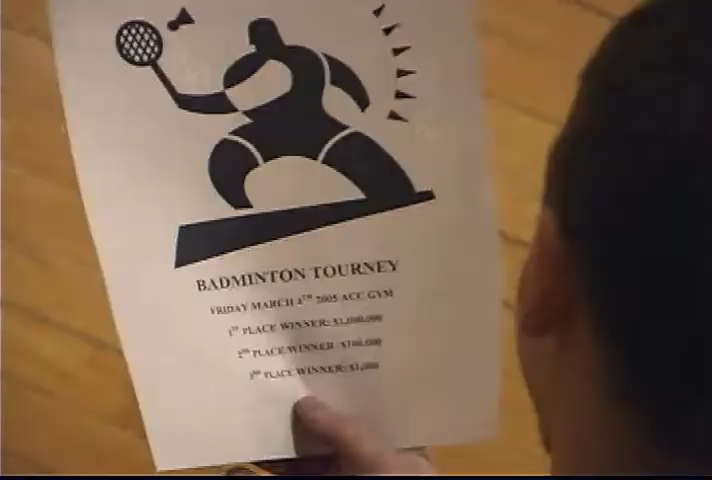 BADMINTON TOURNEY
FRIDAY MARCH 4TH 2005 ACC GYM
1ST PLACE WINNER: $1,000,000
2ND PLACE WINNER: $100,000
3RD PLACE WINNER: $1,000